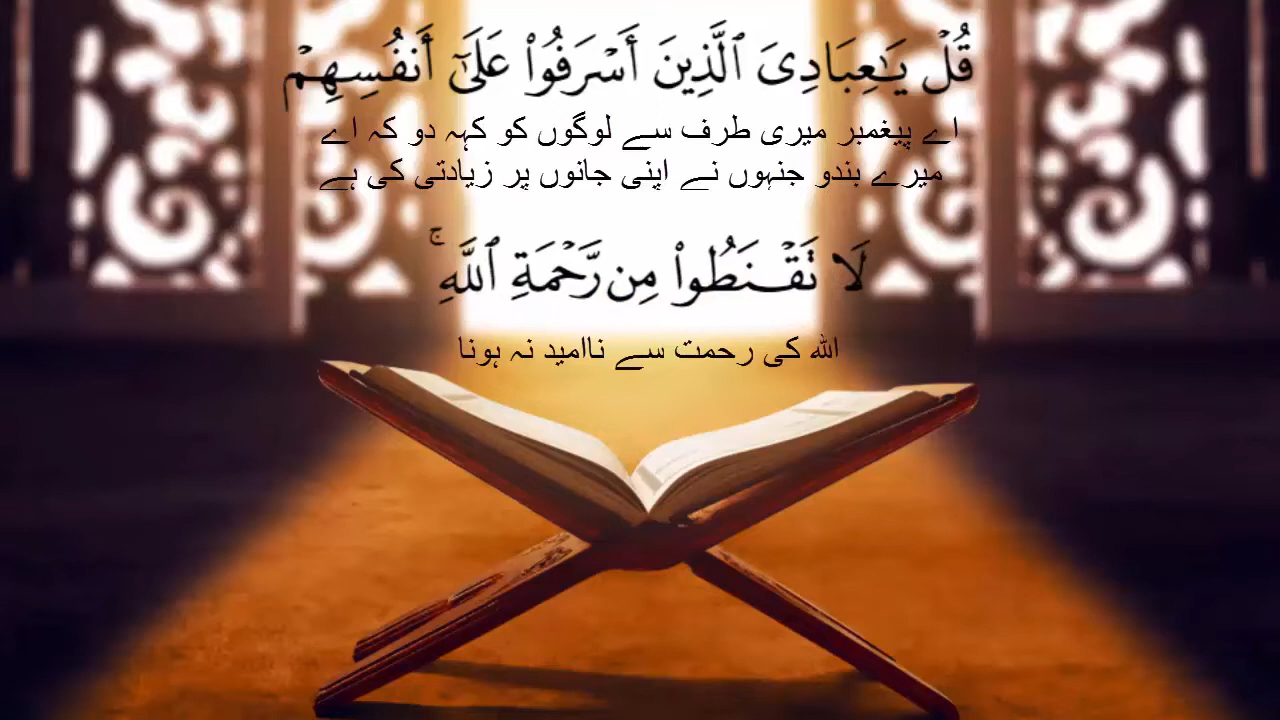 قُلْ يَـٰعِبَادِىَ ٱلَّذِينَ أَسْرَفُوا۟ عَلَىٰٓ أَنفُسِهِمْ
اے پیغمبر میری طرف سے لوگوں کو کہہ دو کہ اے
میرے بندو جنہوں نے اپنی جانوں پر زیادتی کی ہے
لَا تَقْنَطُوا۟ مِن رَّحْمَةِ ٱللَّهِ ۚ
اللہ کی رحمت سے ناامید نہ ہونا